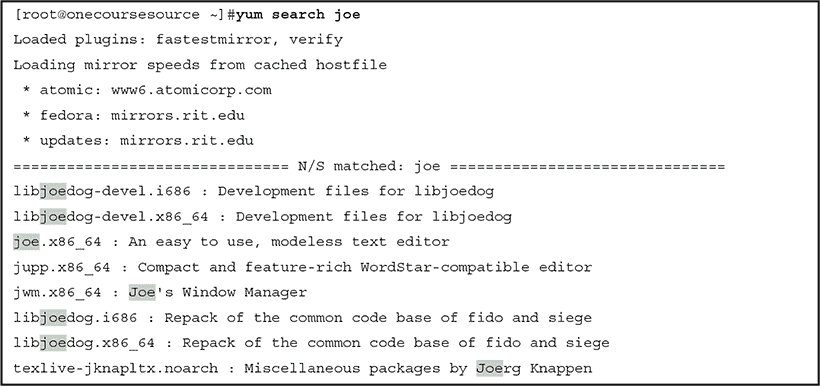 [root@onecoursesource ~]#yum search joe
Loaded plugins: fastestmirror, verify
Loading mirror speeds from cached hostfile
 * atomic: www6.atomicorp.com
 * fedora: mirrors.rit.edu
 * updates: mirrors.rit.edu
=============================== N/S matched: joe ===============================
libjoedog-devel.i686 : Development files for libjoedog
libjoedog-devel.x86_64 : Development files for libjoedog
joe.x86_64 : An easy to use, modeless text editor
jupp.x86_64 : Compact and feature-rich WordStar-compatible editor
jwm.x86_64 : Joe's Window Manager
libjoedog.i686 : Repack of the common code base of fido and siege
libjoedog.x86_64 : Repack of the common code base of fido and siege
texlive-jknapltx.noarch : Miscellaneous packages by Joerg Knappen